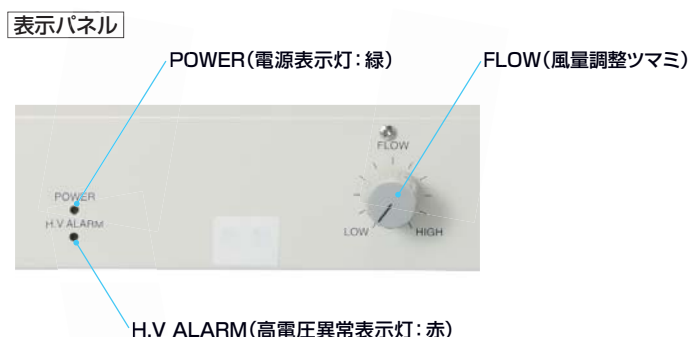 表示パネル
POWER(電源表示灯:緑)
FLOW(風量調整ツマミ)
FLOW
POWER
H.V ALARM
LOW
HIGH
H.V ALARM(高電圧異常表示灯:赤)